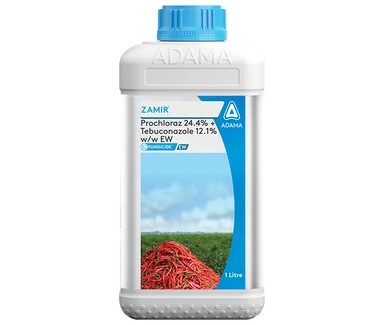 ADAMA
ZAMIR®
Prochloraz 24.4% +
Tebuconazole 12.1%
w/w EW
FUNGICIDE EW
ADAMA
1 Litre